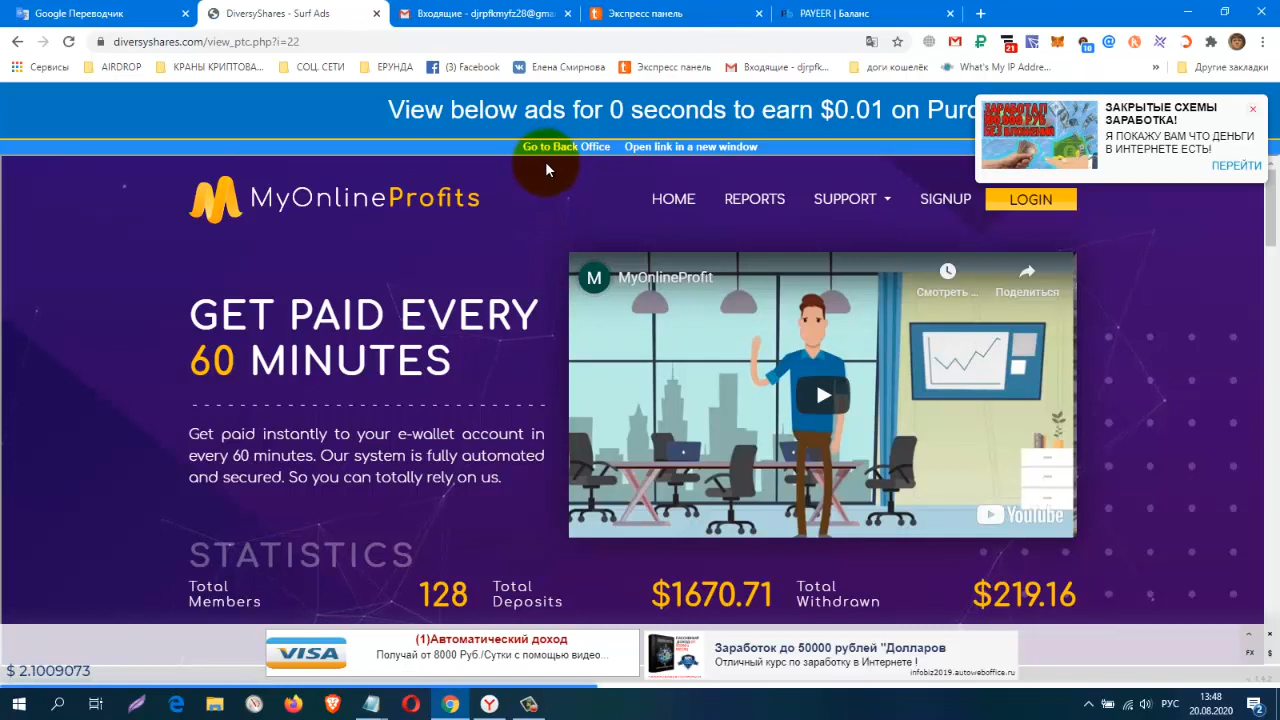 Google Переводчик
DiversyShares - Surf Ads
Входящие - djrpfkmyfz28@gma
Экспресс панель
PAYEER | Баланс
diversyshares.com/view_ptc.php?i=22
21
10
Сервисы
AIRDROP
КРАНЫ КРИПТОВА...
СОЦ. СЕТИ
ЕРУНДА
(3) Facebook
Елена Смирнова
Экспресс панель
Входящие - djrpfk...
доги кошелёк
What's My IP Addre...
»
Другие закладки
View below ads for 0 seconds to earn $0.01 on Purc
ЗАКРЫТЫЕ СХЕМЫ
ЗАРАБОТКА!
Я ПОКАЖУ ВАМ ЧТО ДЕНЬГИ
В ИНТЕРНЕТЕ ЕСТЬ!
ПЕРЕЙТИ
Go to Back Office
Open link in a new window
MyOnlineProfits
HOME
REPORTS
SUPPORT
SIGNUP
LOGIN
M
MyOnlineProfit
Смотреть ...
Поделиться
GET PAID EVERY
60 MINUTES
Get paid instantly to your e-wallet account in
every 60 minutes. Our system is fully automated
and secured. So you can totally rely on us.
YouTube
STATISTICS
Total
Members
128
Total
Deposits
$1670.71
Total
Withdrawn
$219.16
VISA
(1)Автоматический доход
Получай от 8000 Руб./Сутки с помощью видео...
Заработок до 50000 рублей "Долларов
Отличный курс по заработку в Интернете !
infobiz2019.autoweboffice.ru
FX
$
$ 2.1009073
v. 1.4.2
РУС
13:48
20.08.2020
2